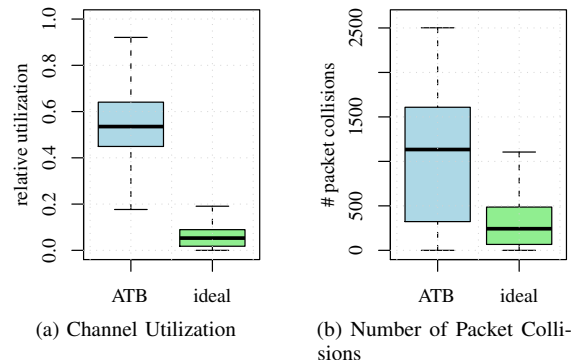 relative utilization
1.0
0.8
0.6
0.4
0.2
0.0
ATB
ideal
(a) Channel Utilization
# packet collisions
2500
1500
500
0
ATB
ideal
(b) Number of Packet Colli-
sions